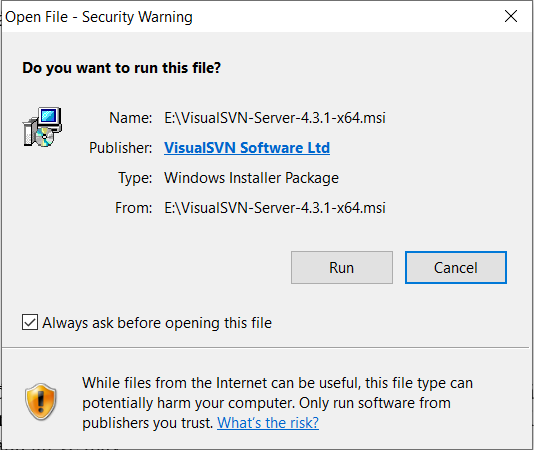 Open File - Security Warning
Do you want to run this file?
Name: E:\VisualSVN-Server-4.3.1-x64.msi
Publisher: VisualSVN Software Ltd
Type: Windows Installer Package
From: E:\VisualSVN-Server-4.3.1-x64.msi
Run Cancel
Always ask before opening this file
While files from the Internet can be useful, this file type can
potentially harm your computer. Only run software from
publishers you trust. What's the risk?